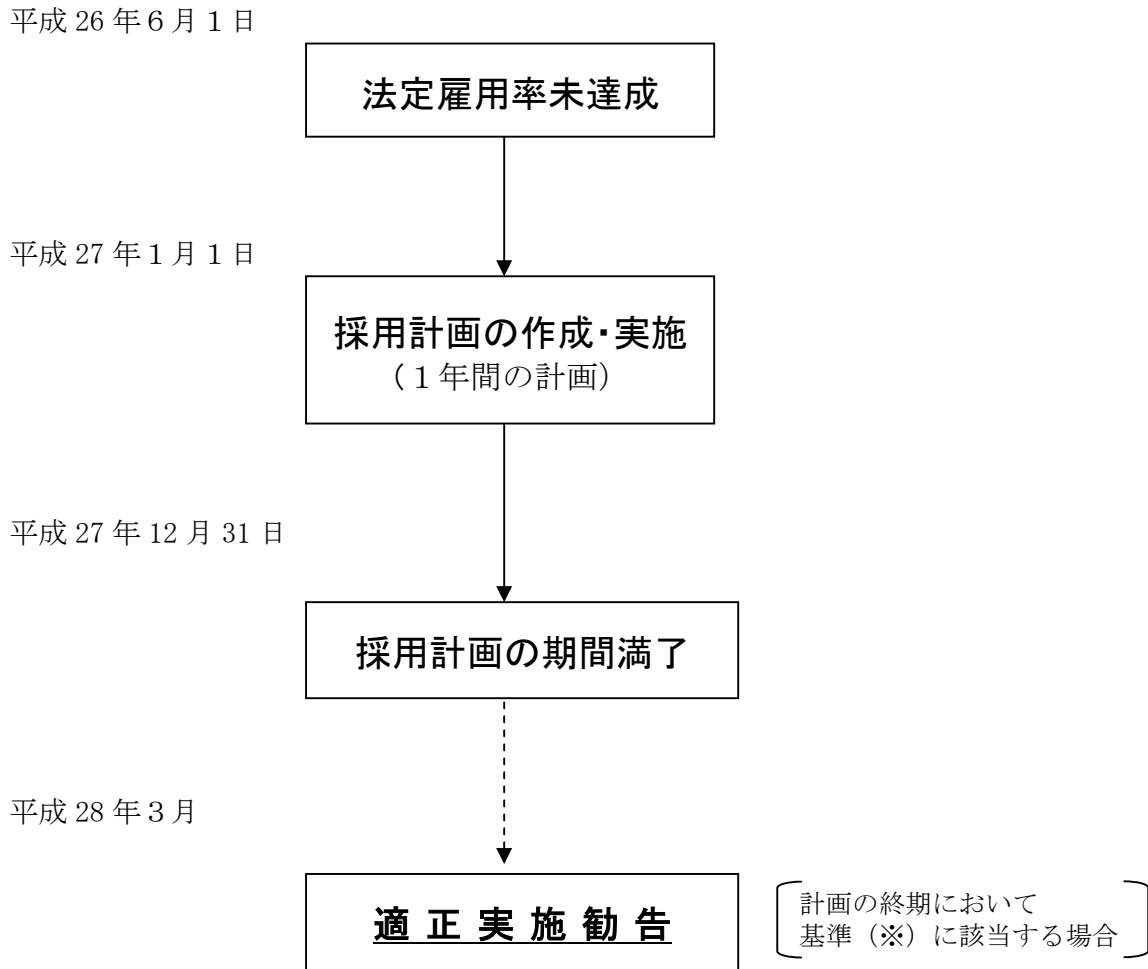 平成 26 年６月１日
法定雇用率未達成
平成 27 年１月１日
採用計画の作成・実施
（１年間の計画）
平成 27 年 12 月 31 日
採用計画の期間満了
平成 28 年３月
適 正 実 施 勧 告
計画の終期において
基準（※）に該当する場合